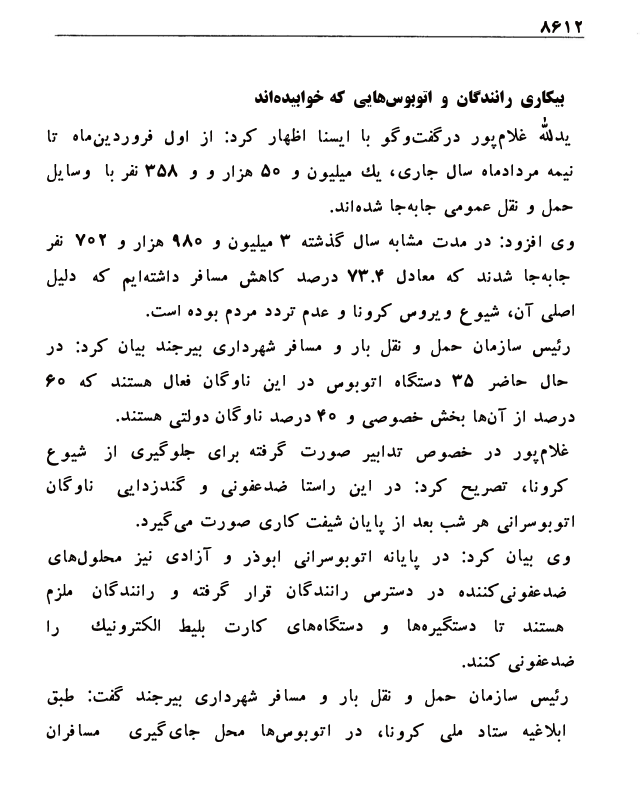 ۸۶۱۲
بیکاری رانندگان و اتوبوس‌هایی که خوابیده‌اند
یدلله غلام‌پور درگفت‌وگو با ایسنا اظهار کرد: از اول فروردین‌ماه تا
نیمه مردادماه سال جاری، یك میلیون و ۵۰ هزار و و ۳۵۸ نفر با وسایل
حمل و نقل عمومی جابه‌جا شده‌اند.
وی افزود: در مدت مشابه سال گذشته ۳ میلیون و ۹۸۰ هزار و ۷۰۲ نفر
جابه‌جا شدند که معادل ۷۳.۴ درصد کاهش مسافر داشته‌ایم که دلیل
اصلی آن، شیوع ویروس کرونا و عدم تردد مردم بوده است.
رئیس سازمان حمل و نقل بار و مسافر شهرداری بیرجند بیان کرد: در
حال حاضر ۳۵ دستگاه اتوبوس در این ناوگان فعال هستند که ۶۰
درصد از آن‌ها بخش خصوصی و ۴۰ درصد ناوگان دولتی هستند.
غلام‌پور در خصوص تدابیر صورت گرفته برای جلوگیری از شیوع
کرونا، تصریح کرد: در این راستا ضدعفونی و گندزدایی ناوگان
اتوبوسرانی هر شب بعد از پایان شیفت کاری صورت می‌گیرد.
وی بیان کرد: در پایانه اتوبوسرانی ابوذر و آزادی نیز محلول‌های
ضدعفونی‌کننده در دسترس رانندگان قرار گرفته و رانندگان ملزم
هستند تا دستگیره‌ها و دستگاه‌های کارت بلیط الکترونیك را
ضدعفونی کنند.
رئیس سازمان حمل و نقل بار و مسافر شهرداری بیرجند گفت: طبق
ابلاغیه ستاد ملی کرونا، در اتوبوس‌ها محل جای‌گیری مسافران